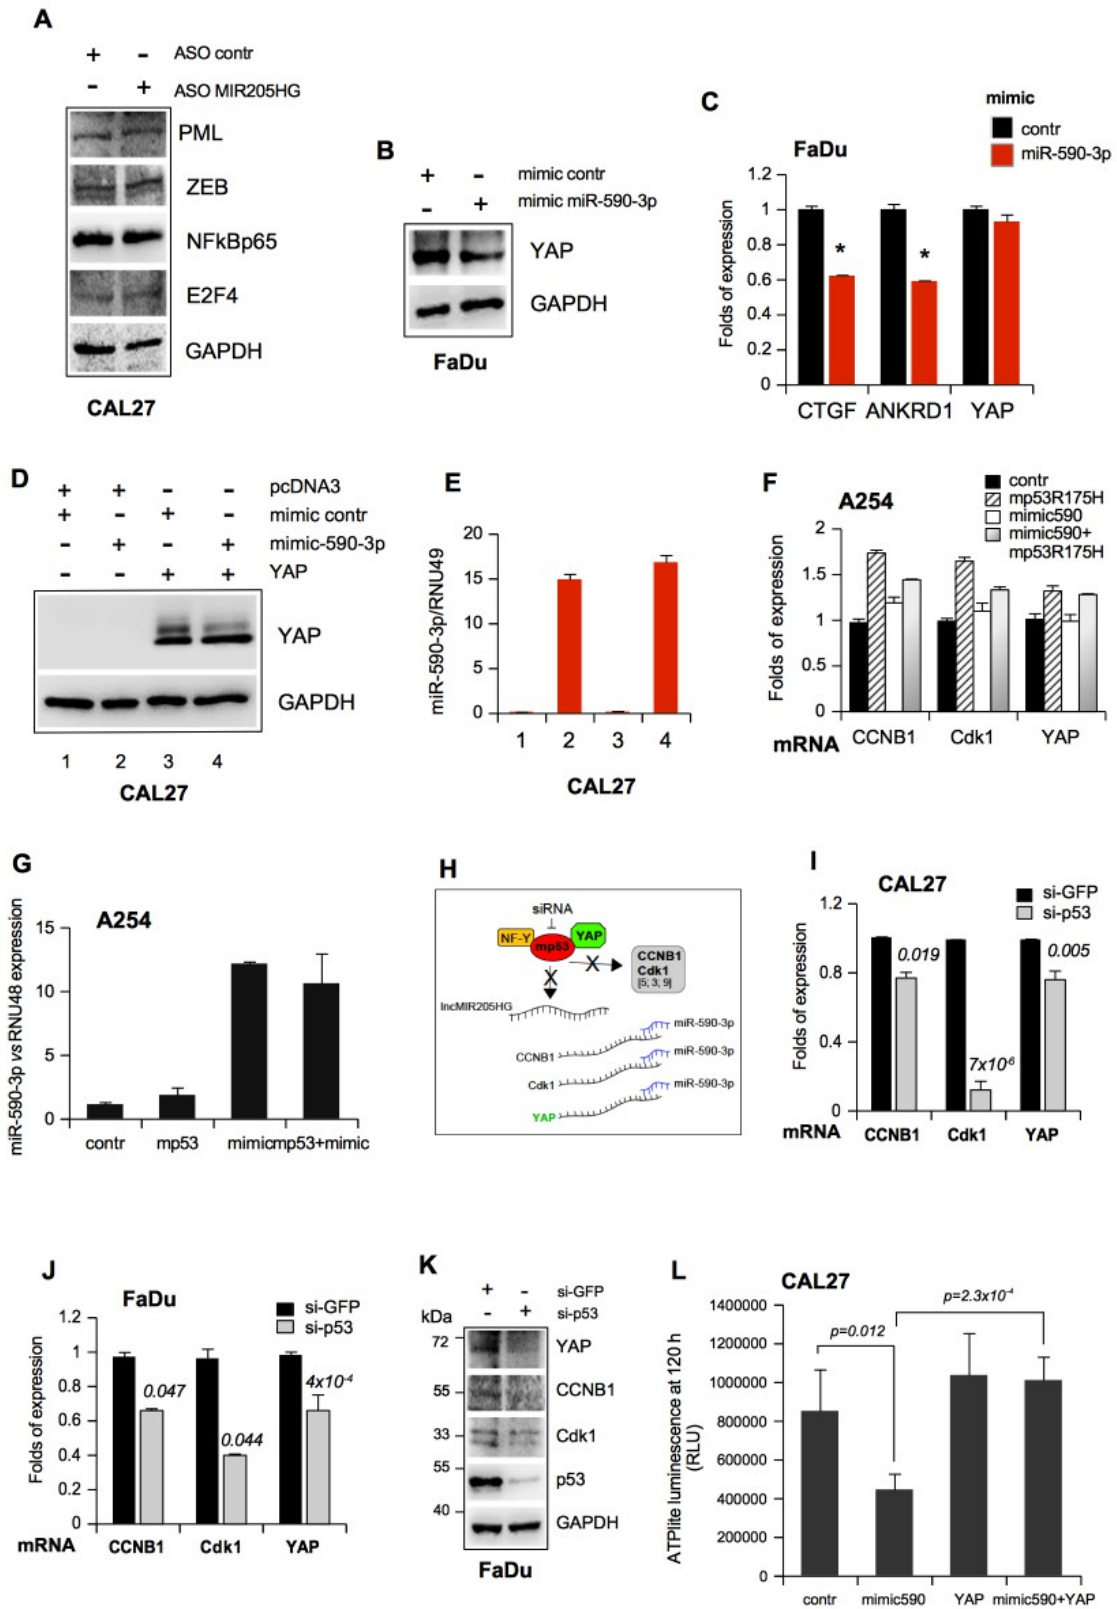 A
+ - ASO contr
- + ASO MIR205HG
PML
ZEB
NFkBp65
E2F4
GAPDH
CAL27
B
+ - mimic contr
- + mimic miR-590-3p
YAP
GAPDH
FaDu
C
mimic
contr
miR-590-3p
FaDu
Folds of expression
1.2
1
0.8
0.6
0.4
0.2
0
* *
CTGF ANKRD1 YAP
D
+ + - - pcDNA3
+ - + - mimic contr
- + - + mimic-590-3p
- - + + YAP
YAP
GAPDH
1 2 3 4
CAL27
E
miR-590-3p/RNU49
20
15
10
5
0
1 2 3 4
CAL27
F
A254
contr
mp53R175H
mimic590
mimic590+
mp53R175H
Folds of expression
2
1.5
1
0.5
0
mRNA CCNB1 Cdk1 YAP
G
A254
miR-590-3p vs RNU48 expression
15
10
5
0
contr mp53 mimicmp53+mimic
H
siRNA
NF-Y mp53 YAP
X X
CCNB1
Cdk1
[5; 3; 9]
lncMIR205HG
miR-590-3p
CCNB1 miR-590-3p
Cdk1 miR-590-3p
YAP
I
CAL27
si-GFP
si-p53
Folds of expression
1.2
0.8
0.4
0
0.019 7x10-6 0.005
mRNA CCNB1 Cdk1 YAP
J
FaDu
si-GFP
si-p53
Folds of expression
1.2
1
0.8
0.6
0.4
0.2
0
0.047 0.044 4x10-4
mRNA CCNB1 Cdk1 YAP
K
+ - si-GFP
kDa - + si-p53
72 YAP
55 CCNB1
33 Cdk1
55 p53
40
GAPDH
FaDu
L
CAL27
ATPlite luminescence at 120 h
(RLU)
1400000
1200000
1000000
800000
600000
400000
200000
0
p=0.012
p=2.3x10-4
contr mimic590 YAP mimic590+YAP